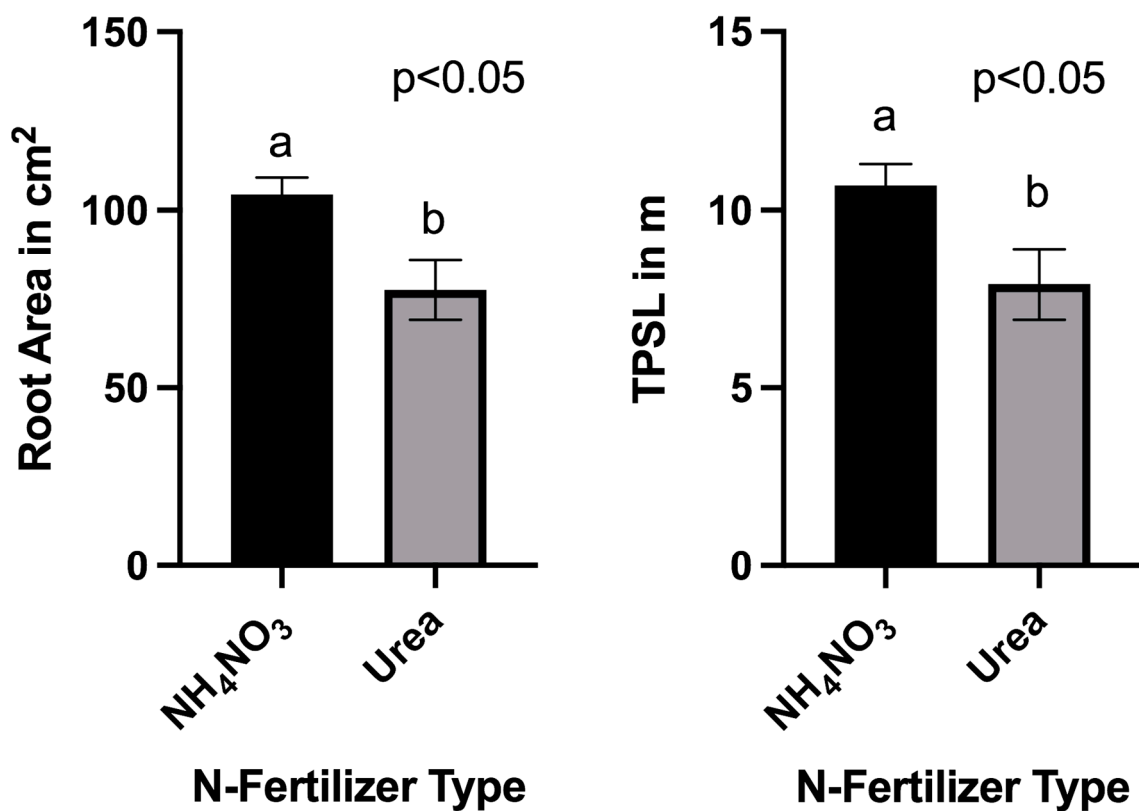 Root Area in cm²
150
100
50
0
p<0.05
a
b
NH₄NO₃
Urea
N-Fertilizer Type
TPSL in m
15
10
5
0
p<0.05
a
b
NH₄NO₃
Urea
N-Fertilizer Type